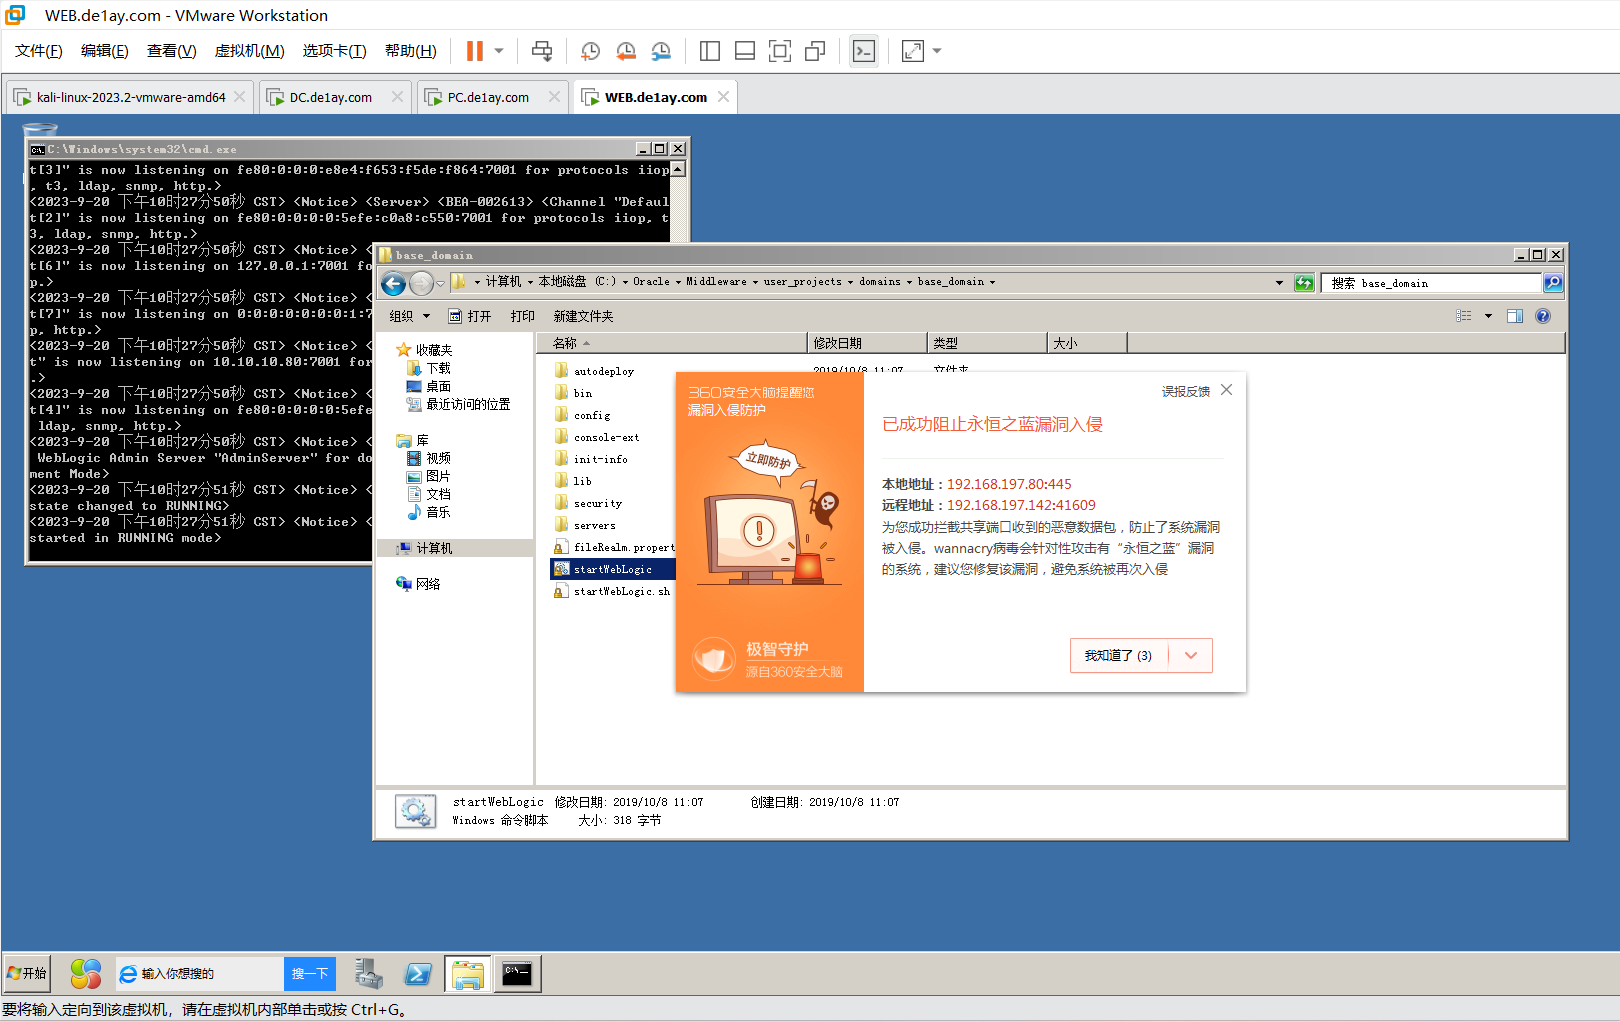 WEB.de1ay.com - VMware Workstation
文件(F) 编辑(E) 查看(V) 虚拟机(M) 选项卡(T) 帮助(H)
kali-linux-2023.2-vmware-amd64
DC.de1ay.com
PC.de1ay.com
WEB.de1ay.com
C:\Windows\system32\cmd.exe
t[3]" is now listening on fe80:0:0:0:e8e4:f653:f5de:f864:7001 for protocols iiop
, t3, ldap, snmp, http.>
<2023-9-20 下午10时27分50秒 CST> <Notice> <Server> <BEA-002613> <Channel "Defaul
t[2]" is now listening on fe80:0:0:0:0:5efe:c0a8:c550:7001 for protocols iiop, t
3, ldap, snmp, http.>
<2023-9-20 下午10时27分50秒 CST> <Notice> <
t[6]" is now listening on 127.0.0.1:7001 fo
p.>
<2023-9-20 下午10时27分50秒 CST> <Notice> <
t[7]" is now listening on 0:0:0:0:0:0:0:1:7
p, http.>
<2023-9-20 下午10时27分50秒 CST> <Notice> <
t" is now listening on 10.10.10.80:7001 for
.>
<2023-9-20 下午10时27分50秒 CST> <Notice> <
t[4]" is now listening on fe80:0:0:0:0:5efe
ldap, snmp, http.>
<2023-9-20 下午10时27分50秒 CST> <Notice> <
WebLogic Admin Server "AdminServer" for do
ment Mode>
<2023-9-20 下午10时27分51秒 CST> <Notice> <
state changed to RUNNING>
<2023-9-20 下午10时27分51秒 CST> <Notice> <
started in RUNNING mode>
base_domain
计算机 本地磁盘 (C:) Oracle Middleware user_projects domains base_domain
搜索 base_domain
组织 打开 打印 新建文件夹
收藏夹
下载
桌面
最近访问的位置
库
视频
图片
文档
音乐
计算机
网络
名称 修改日期 类型 大小
autodeploy 2019/10/8 11:07 文件夹
bin
config
console-ext
init-info
lib
security
servers
fileRealm.propert
startWebLogic
startWebLogic.sh
360安全大脑提醒您
漏洞入侵防护
立即防护
极智守护
源自360安全大脑
误报反馈
已成功阻止永恒之蓝漏洞入侵
本地地址：192.168.197.80:445
远程地址：192.168.197.142:41609
为您成功拦截共享端口收到的恶意数据包，防止了系统漏洞
被入侵。wannacry病毒会针对性攻击有“永恒之蓝”漏洞
的系统，建议您修复该漏洞，避免系统被再次入侵
我知道了 (3)
startWebLogic 修改日期: 2019/10/8 11:07 创建日期: 2019/10/8 11:07
Windows 命令脚本 大小: 318 字节
开始
输入你想搜的
搜一下
要将输入定向到该虚拟机，请在虚拟机内部单击或按 Ctrl+G。